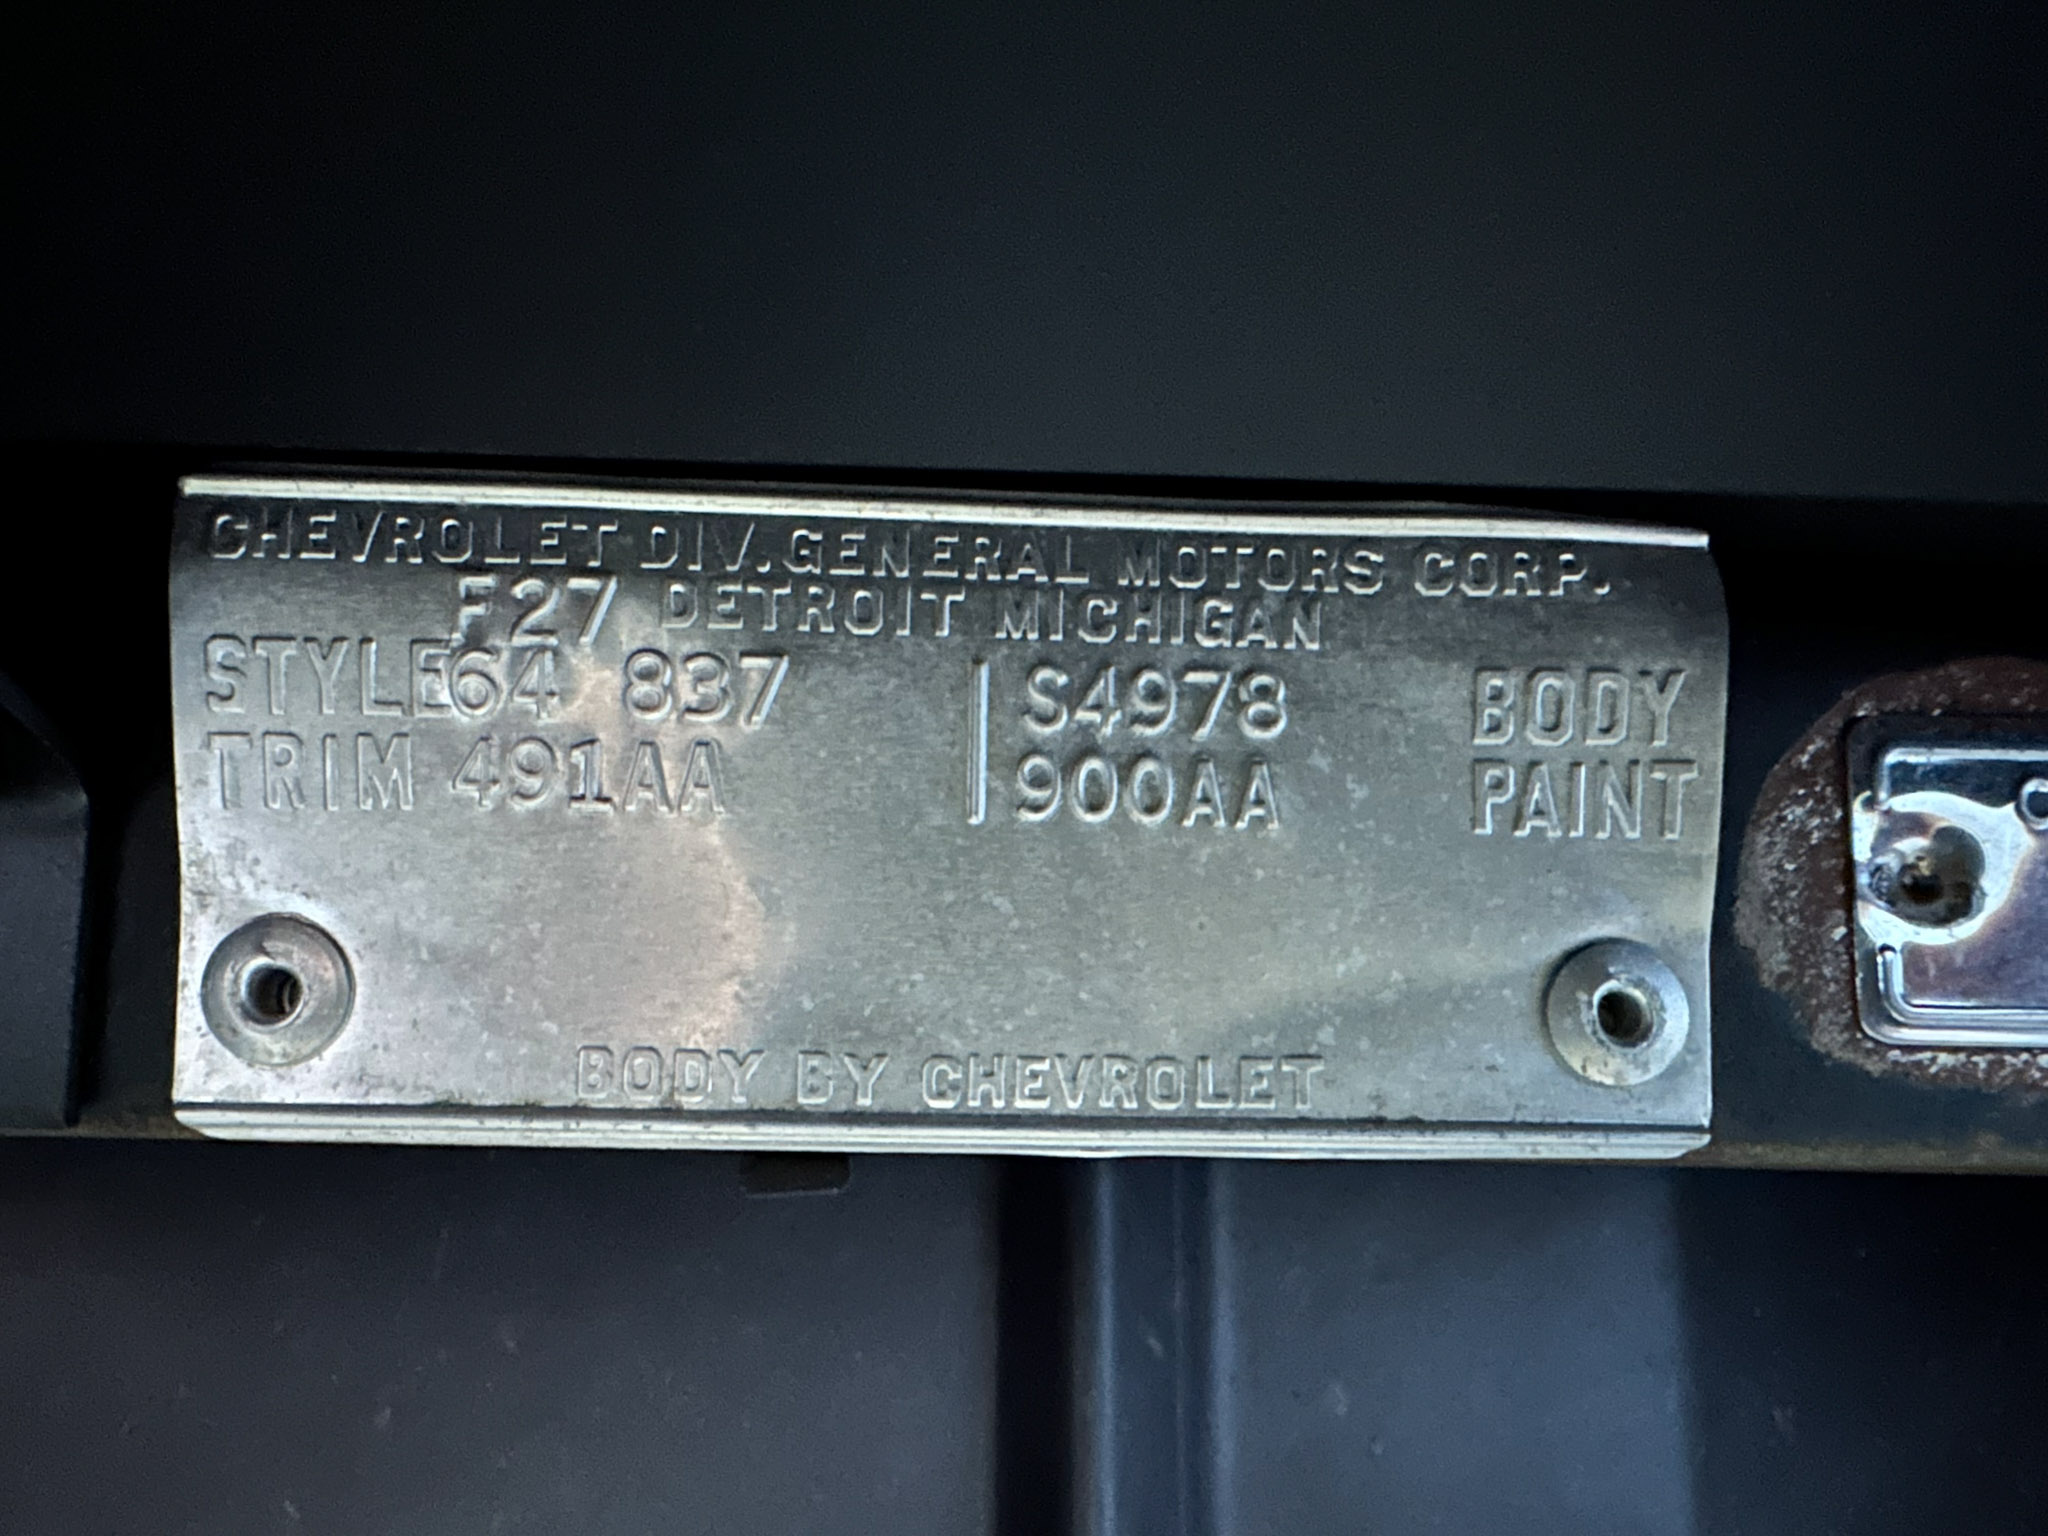 CHEVROLET DIV. GENERAL MOTORS CORP.
F27 DETROIT MICHIGAN
STYLE 64 837 | S4978 BODY
TRIM 491AA | 900AA PAINT
BODY BY CHEVROLET